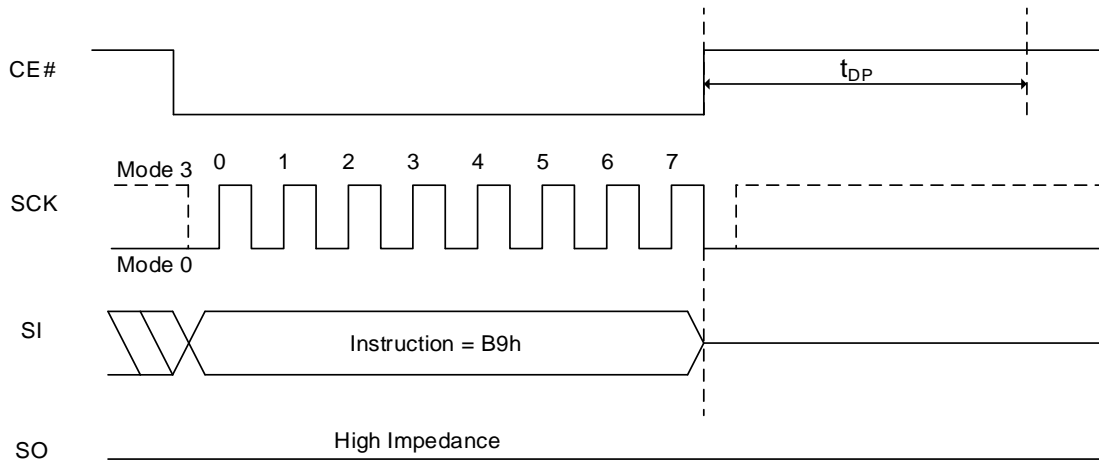 CE#
tDP
Mode 3
0 1 2 3 4 5 6 7
SCK
Mode 0
SI
Instruction = B9h
SO
High Impedance